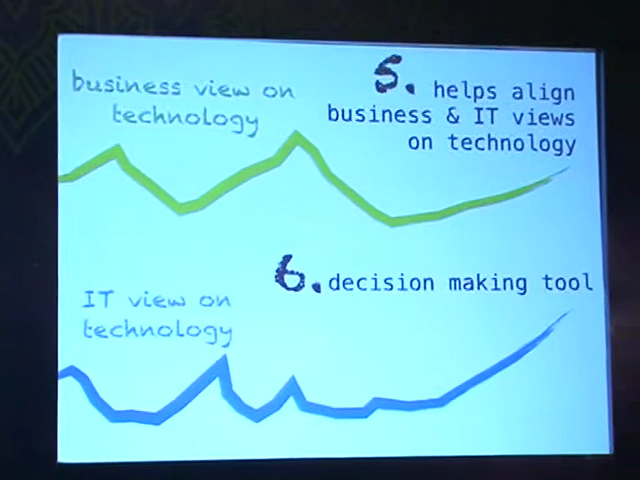 business view on
technology
5. helps align
business & IT views
on technology
6. decision making tool
IT view on
technology